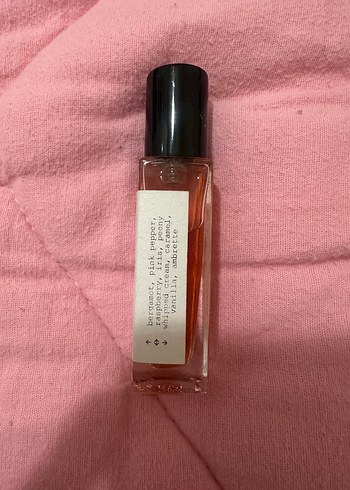 bergamot, pink pepper,
raspberry, iris, peony
whipped cream, caramel,
vanilla, ambrette